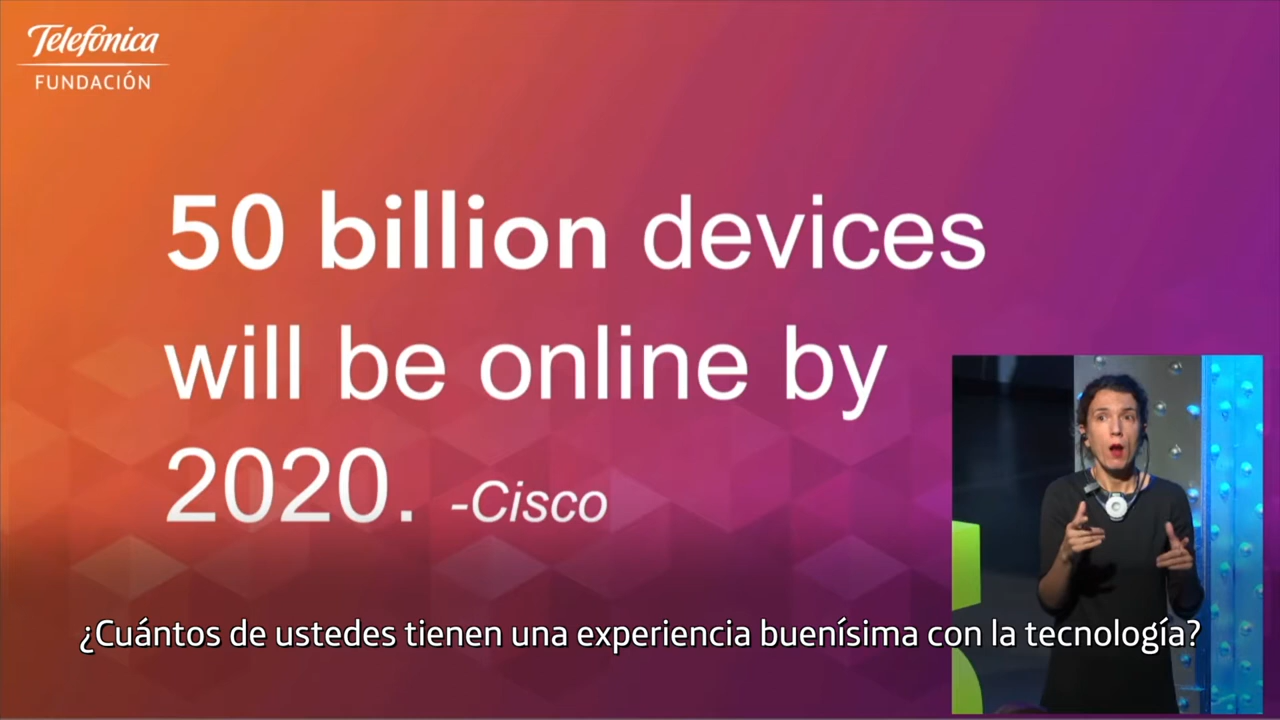 Telefónica
FUNDACIÓN
50 billion devices
will be online by
2020. -Cisco
¿Cuántos de ustedes tienen una experiencia buenísima con la tecnología?